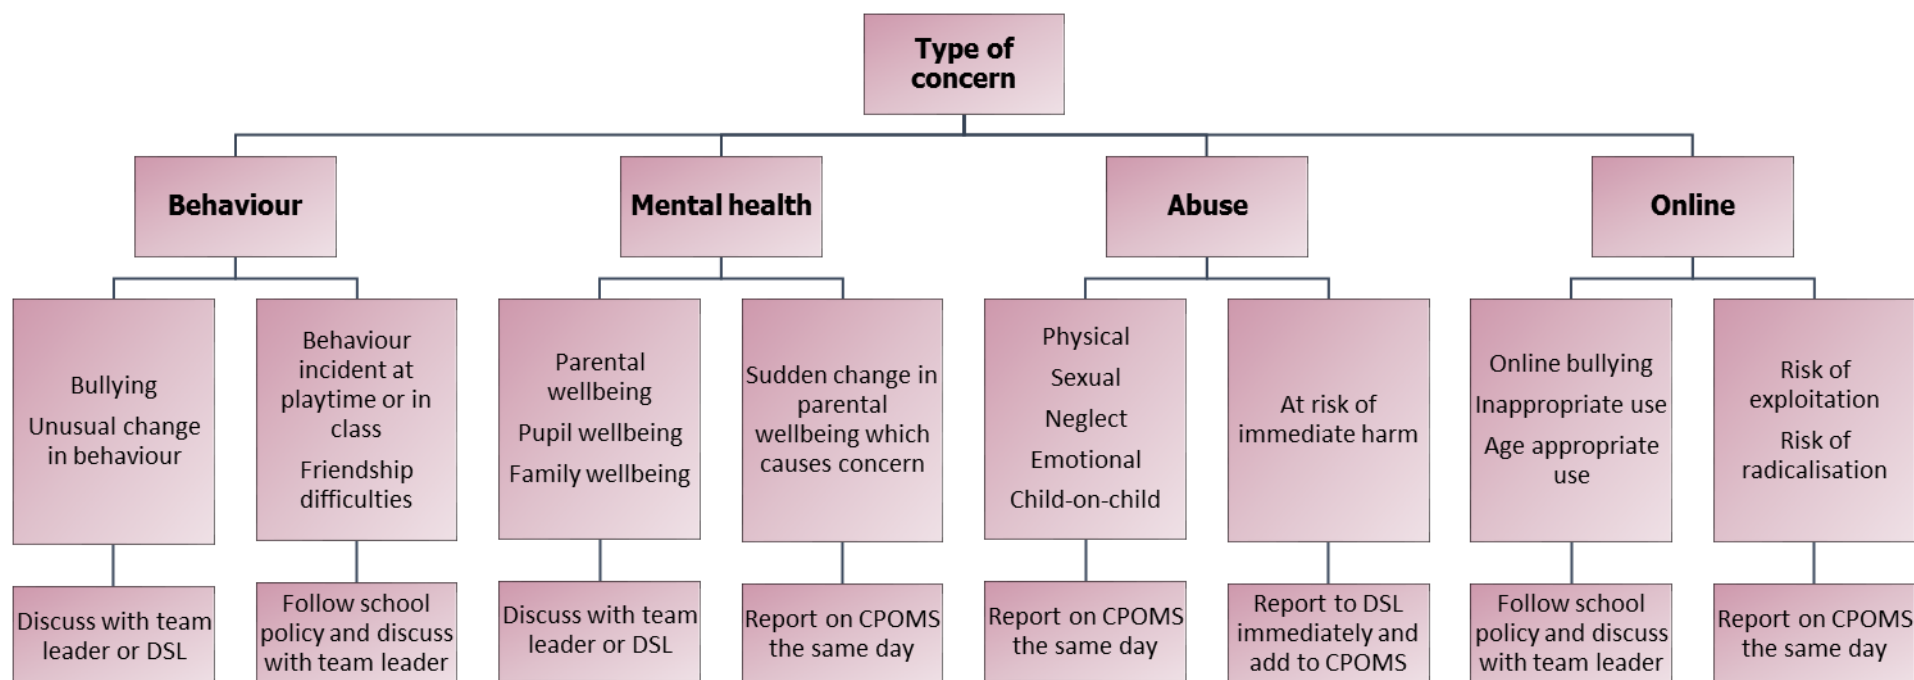 Type of
concern
Behaviour
Mental health
Abuse
Online
Bullying
Unusual change
in behaviour
Behaviour
incident at
playtime or in
class
Friendship
difficulties
Parental
wellbeing
Pupil wellbeing
Family wellbeing
Sudden change in
parental
wellbeing which
causes concern
Physical
Sexual
Neglect
Emotional
Child-on-child
At risk of
immediate harm
Online bullying
Inappropriate use
Age appropriate
use
Risk of
exploitation
Risk of
radicalisation
Discuss with team
leader or DSL
Follow school
policy and discuss
with team leader
Discuss with team
leader or DSL
Report on CPOMS
the same day
Report on CPOMS
the same day
Report to DSL
immediately and
add to CPOMS
Follow school
policy and discuss
with team leader
Report on CPOMS
the same day